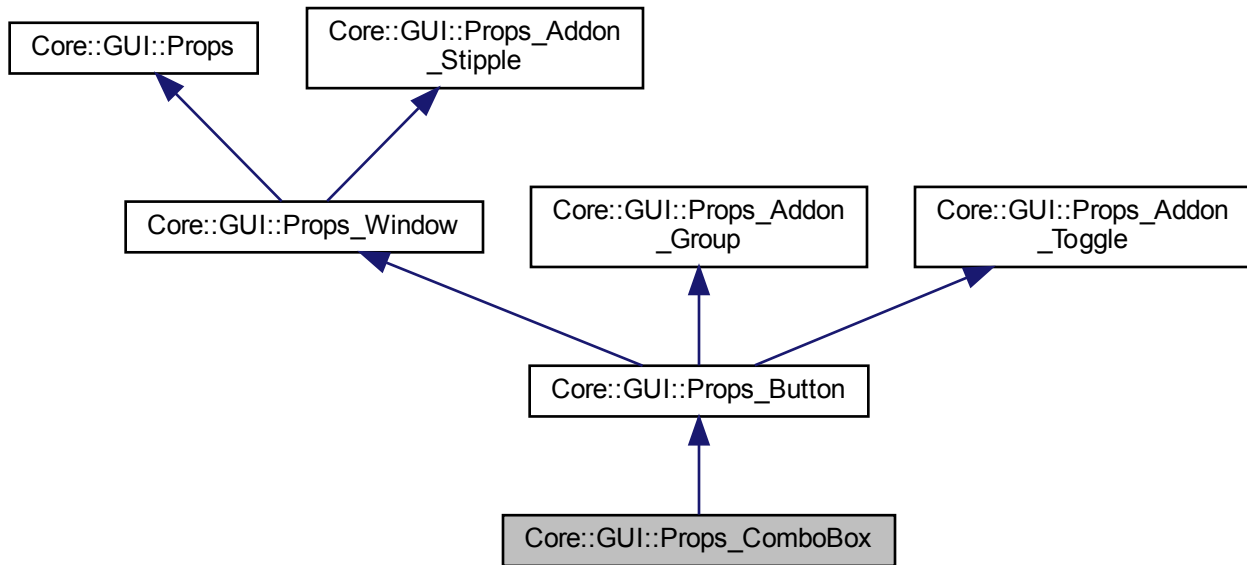 Core::GUI::Props
Core::GUI::Props_Addon
_Stipple
Core::GUI::Props_Window
Core::GUI::Props_Addon
_Group
Core::GUI::Props_Addon
_Toggle
Core::GUI::Props_Button
Core::GUI::Props_ComboBox